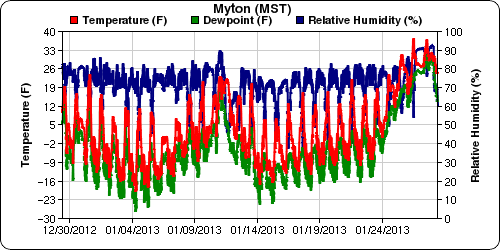 Myton (MST)
Temperature (F) Dewpoint (F) Relative Humidity (%)
40 100
33 90
26 80
19 70
12 60
5 50
-2 40
-9 30
-16 20
-23 10
-30 0
Temperature (F)
Relative Humidity (%)
12/30/2012 01/04/2013 01/09/2013 01/14/2013 01/19/2013 01/24/2013